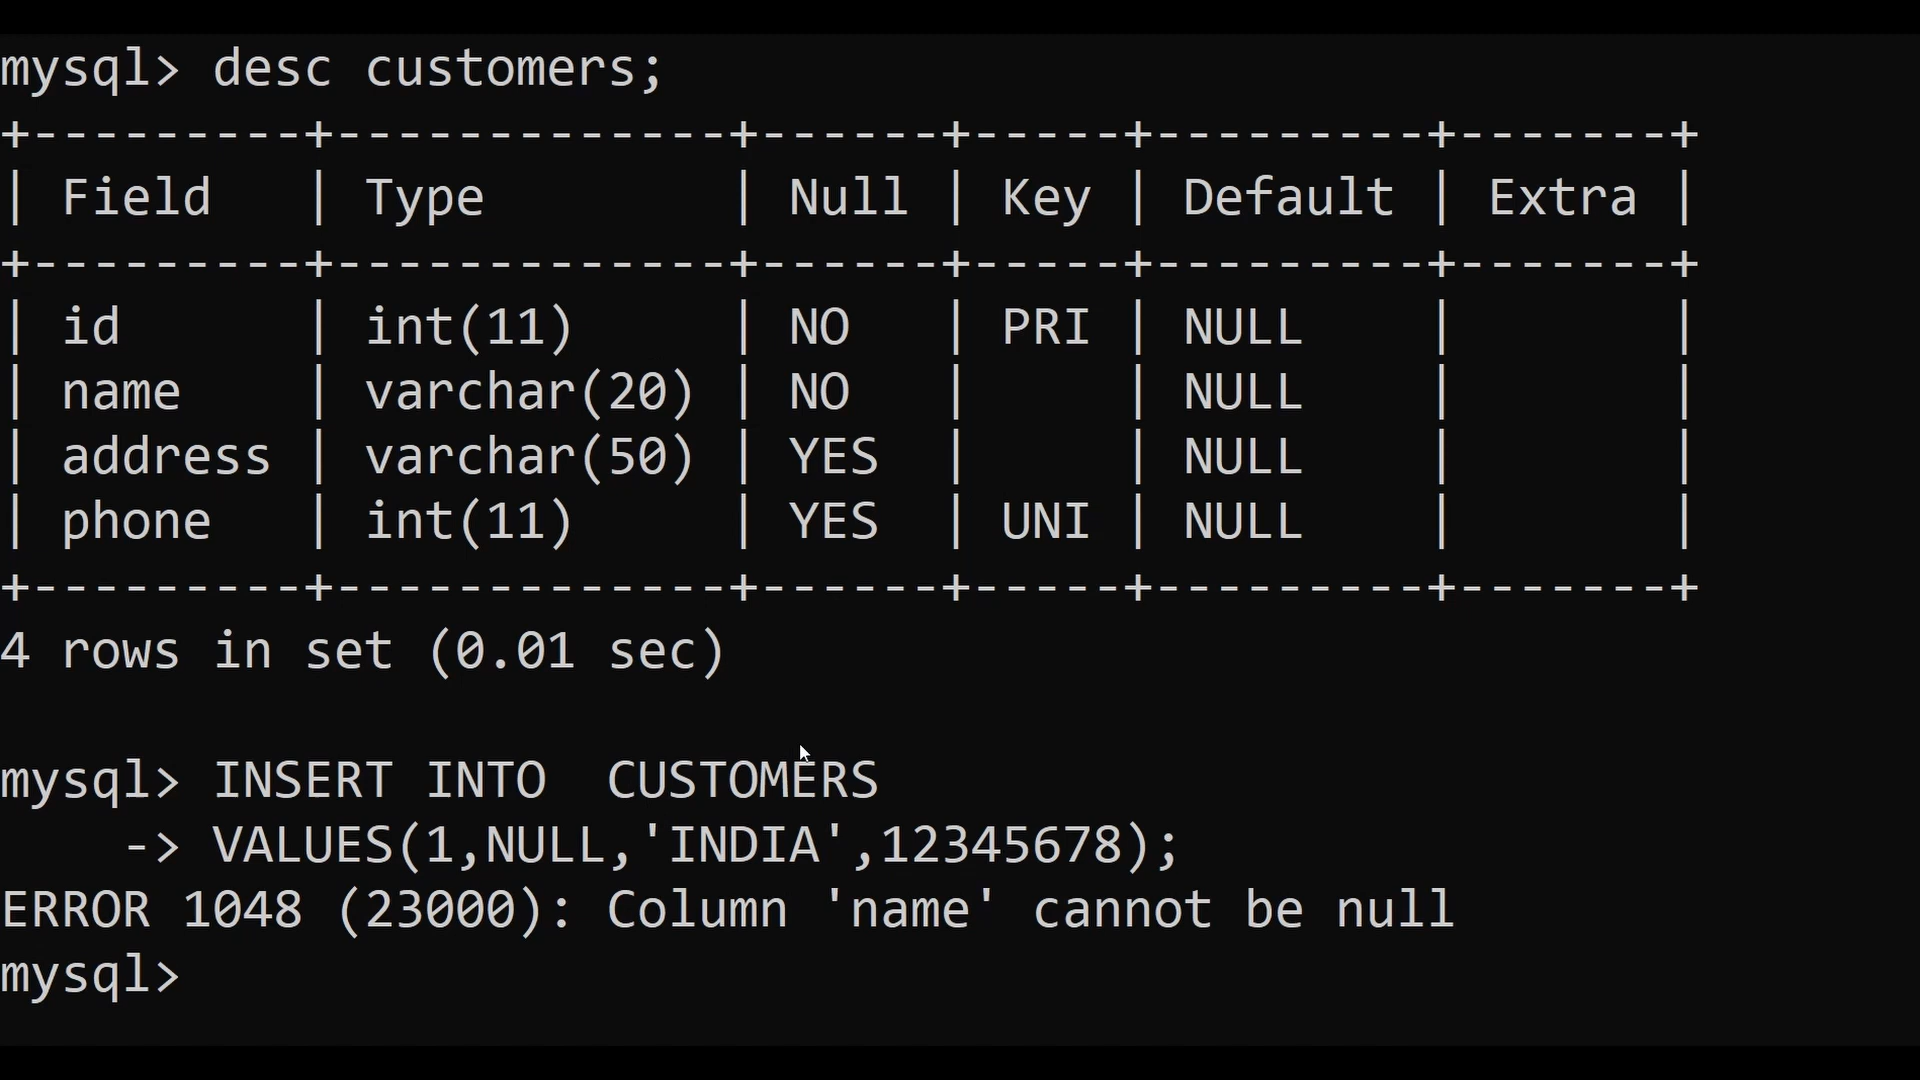 mysql> desc customers;
+---------+-------------+------+-----+---------+-------+
| Field   | Type        | Null | Key | Default | Extra |
+---------+-------------+------+-----+---------+-------+
| id      | int(11)     | NO   | PRI | NULL    |       |
| name    | varchar(20) | NO   |     | NULL    |       |
| address | varchar(50) | YES  |     | NULL    |       |
| phone   | int(11)     | YES  | UNI | NULL    |       |
+---------+-------------+------+-----+---------+-------+
4 rows in set (0.01 sec)
mysql> INSERT INTO  CUSTOMERS
    -> VALUES(1,NULL,'INDIA',12345678);
ERROR 1048 (23000): Column 'name' cannot be null
mysql>